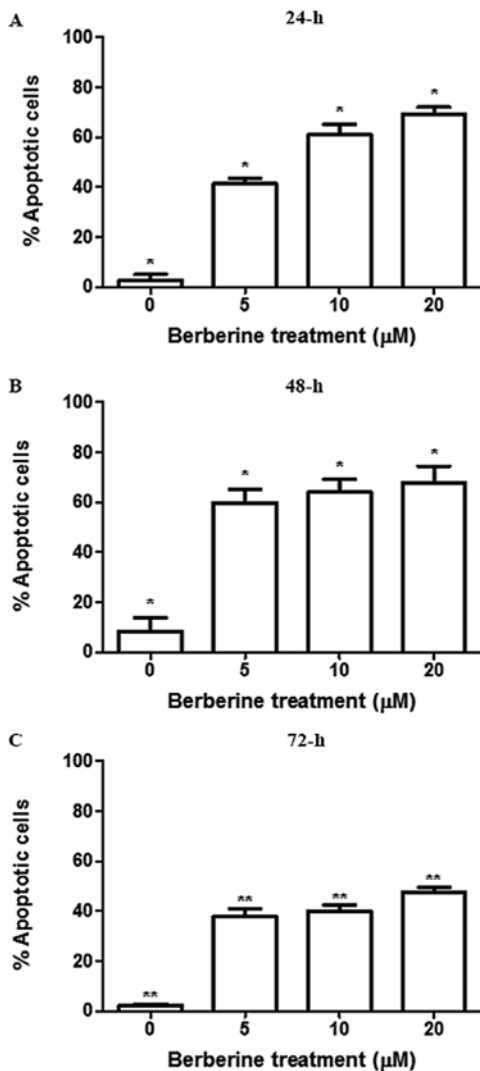 A
24-h
% Apoptotic cells
100
80
60
40
20
0
*
*
*
*
0 5 10 20
Berberine treatment (μM)
B
48-h
% Apoptotic cells
100
80
60
40
20
0
*
*
*
*
0 5 10 20
Berberine treatment (μM)
C
72-h
% Apoptotic cells
100
80
60
40
20
0
**
**
**
**
0 5 10 20
Berberine treatment (μM)